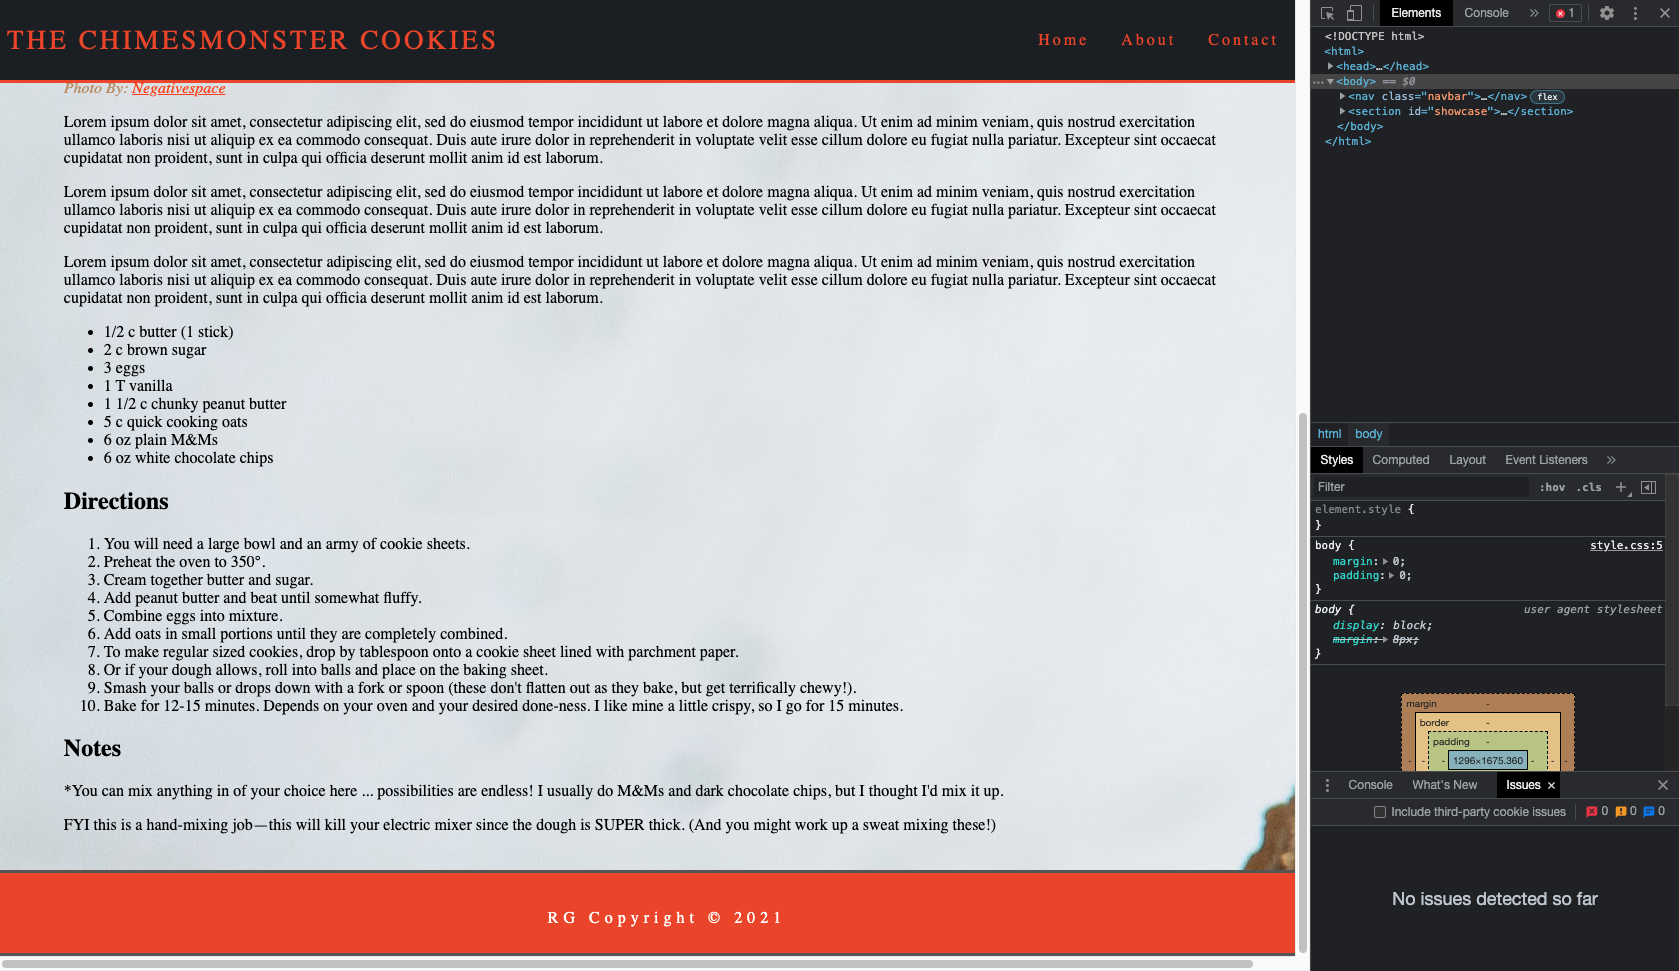 THE CHIMESMONSTER COOKIES
Home About Contact
Photo By: Negativespace
Lorem ipsum dolor sit amet, consectetur adipiscing elit, sed do eiusmod tempor incididunt ut labore et dolore magna aliqua. Ut enim ad minim veniam, quis nostrud exercitation
ullamco laboris nisi ut aliquip ex ea commodo consequat. Duis aute irure dolor in reprehenderit in voluptate velit esse cillum dolore eu fugiat nulla pariatur. Excepteur sint occaecat
cupidatat non proident, sunt in culpa qui officia deserunt mollit anim id est laborum.
Lorem ipsum dolor sit amet, consectetur adipiscing elit, sed do eiusmod tempor incididunt ut labore et dolore magna aliqua. Ut enim ad minim veniam, quis nostrud exercitation
ullamco laboris nisi ut aliquip ex ea commodo consequat. Duis aute irure dolor in reprehenderit in voluptate velit esse cillum dolore eu fugiat nulla pariatur. Excepteur sint occaecat
cupidatat non proident, sunt in culpa qui officia deserunt mollit anim id est laborum.
Lorem ipsum dolor sit amet, consectetur adipiscing elit, sed do eiusmod tempor incididunt ut labore et dolore magna aliqua. Ut enim ad minim veniam, quis nostrud exercitation
ullamco laboris nisi ut aliquip ex ea commodo consequat. Duis aute irure dolor in reprehenderit in voluptate velit esse cillum dolore eu fugiat nulla pariatur. Excepteur sint occaecat
cupidatat non proident, sunt in culpa qui officia deserunt mollit anim id est laborum.
• 1/2 c butter (1 stick)
• 2 c brown sugar
• 3 eggs
• 1 T vanilla
• 1 1/2 c chunky peanut butter
• 5 c quick cooking oats
• 6 oz plain M&Ms
• 6 oz white chocolate chips
Directions
1. You will need a large bowl and an army of cookie sheets.
2. Preheat the oven to 350°.
3. Cream together butter and sugar.
4. Add peanut butter and beat until somewhat fluffy.
5. Combine eggs into mixture.
6. Add oats in small portions until they are completely combined.
7. To make regular sized cookies, drop by tablespoon onto a cookie sheet lined with parchment paper.
8. Or if your dough allows, roll into balls and place on the baking sheet.
9. Smash your balls or drops down with a fork or spoon (these don't flatten out as they bake, but get terrifically chewy!).
10. Bake for 12-15 minutes. Depends on your oven and your desired done-ness. I like mine a little crispy, so I go for 15 minutes.
Notes
*You can mix anything in of your choice here ... possibilities are endless! I usually do M&Ms and dark chocolate chips, but I thought I'd mix it up.
FYI this is a hand-mixing job—this will kill your electric mixer since the dough is SUPER thick. (And you might work up a sweat mixing these!)
RG Copyright © 2021
Elements Console » 1
<!DOCTYPE html>
<html>
<head>…</head>
<body> == $0
<nav class="navbar">…</nav> flex
<section id="showcase">…</section>
</body>
</html>
html body
Styles Computed Layout Event Listeners »
Filter :hov .cls +
element.style {
}
body { style.css:5
margin: 0;
padding: 0;
}
body { user agent stylesheet
display: block;
margin: 8px;
}
margin -
border -
padding -
- - - 1296×1675.360 - - -
Console What's New Issues ×
Include third-party cookie issues 0 0 0
No issues detected so far